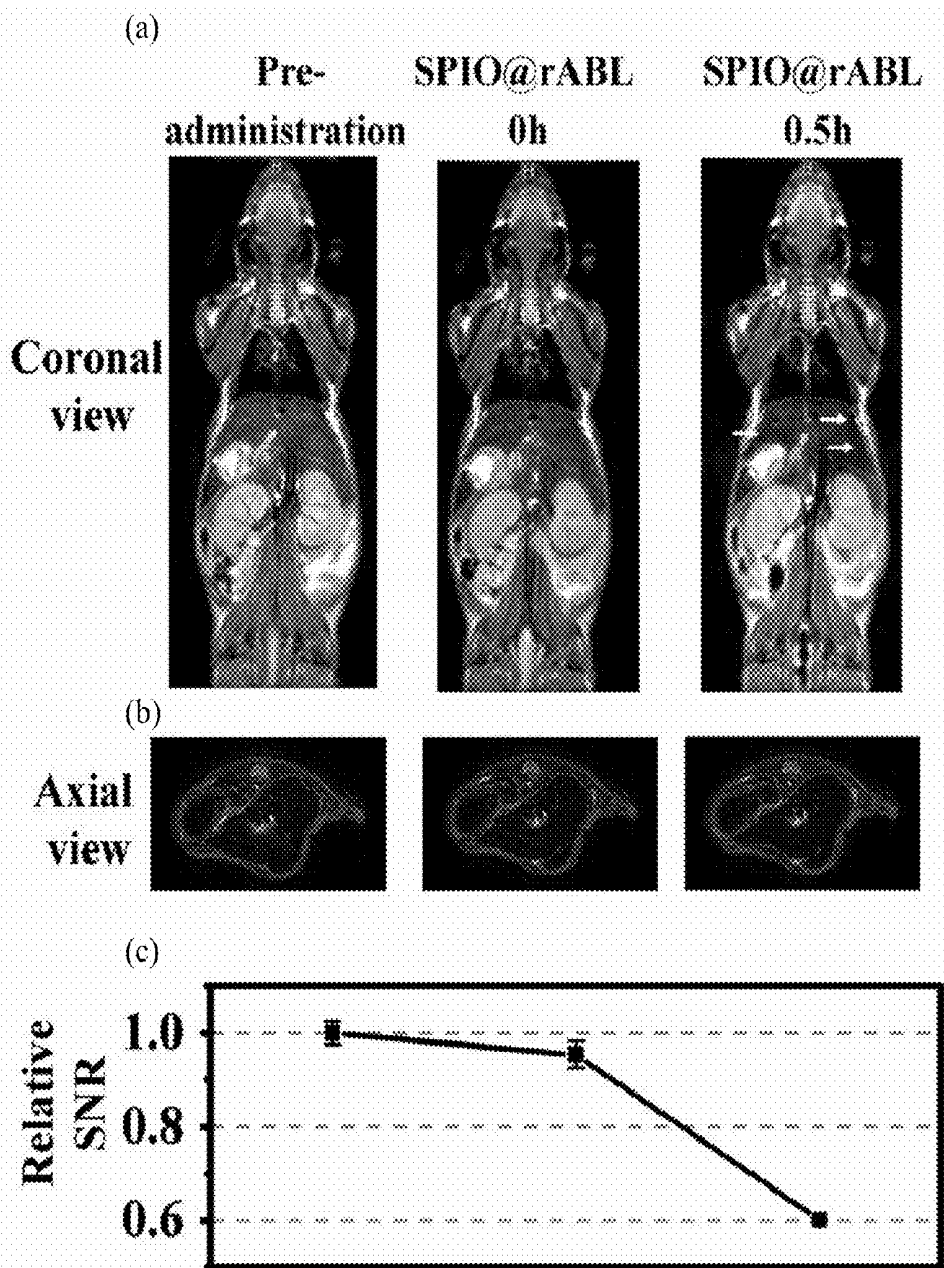 (a)
Pre-
administration
SPIO@rABL
0h
SPIO@rABL
0.5h
Coronal
view
(b)
Axial
view
(c)
Relative
SNR
1.0
0.8
0.6